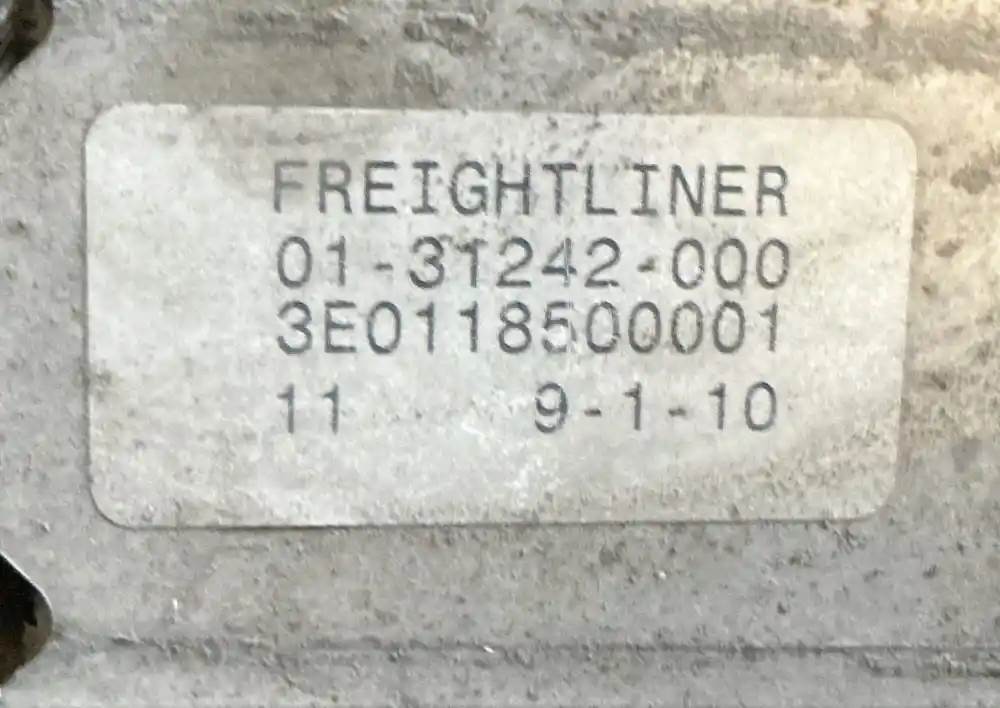 FREIGHTLINER
01-31242-000
3E0118500001
11 9-1-10